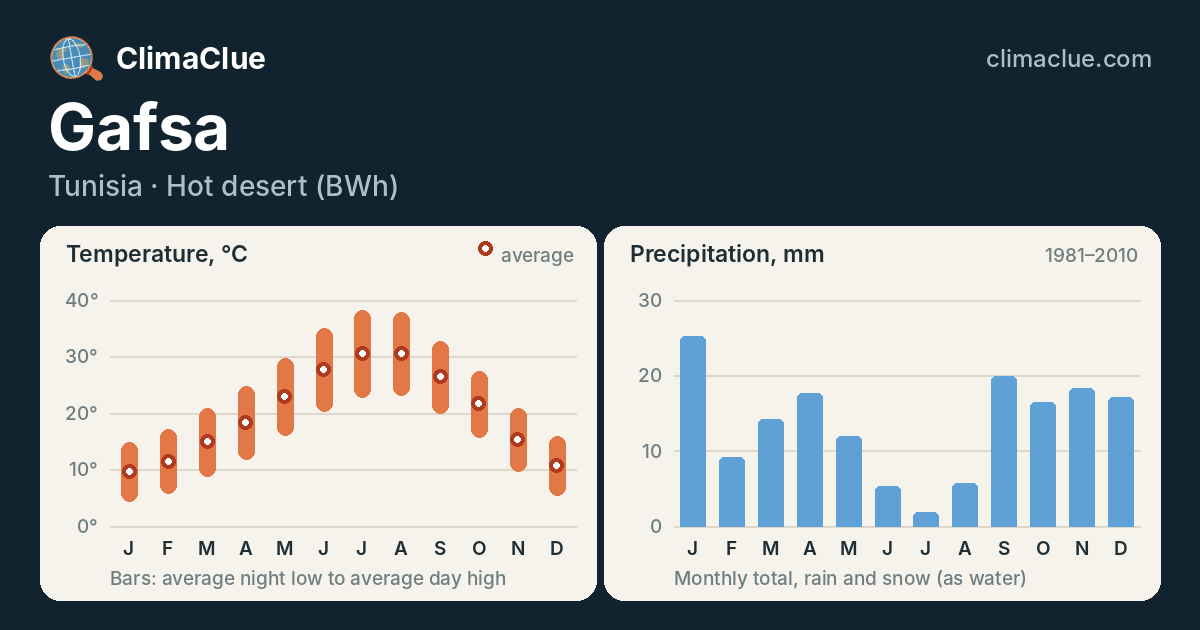 ClimaClue
climaclue.com
Gafsa
Tunisia · Hot desert (BWh)
Temperature, °C
average
40°
30°
20°
10°
0°
J F M A M J J A S O N D
Bars: average night low to average day high
Precipitation, mm
1981–2010
30
20
10
0
J F M A M J J A S O N D
Monthly total, rain and snow (as water)